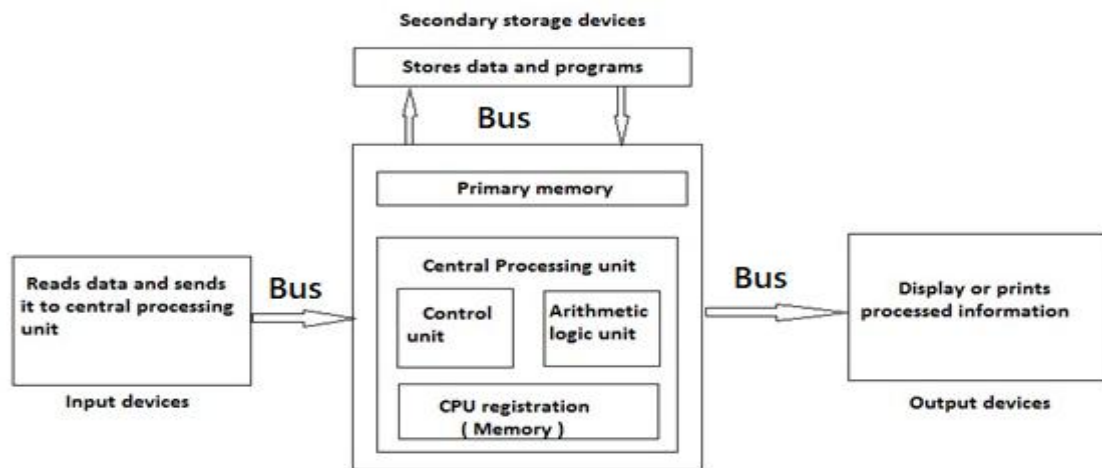 Secondary storage devices
Stores data and programs
Bus
Primary memory
Reads data and sends
it to central processing
unit
Input devices
Bus
Central Processing unit
Control
unit
Arithmetic
logic unit
CPU registration
( Memory )
Bus
Display or prints
processed information
Output devices